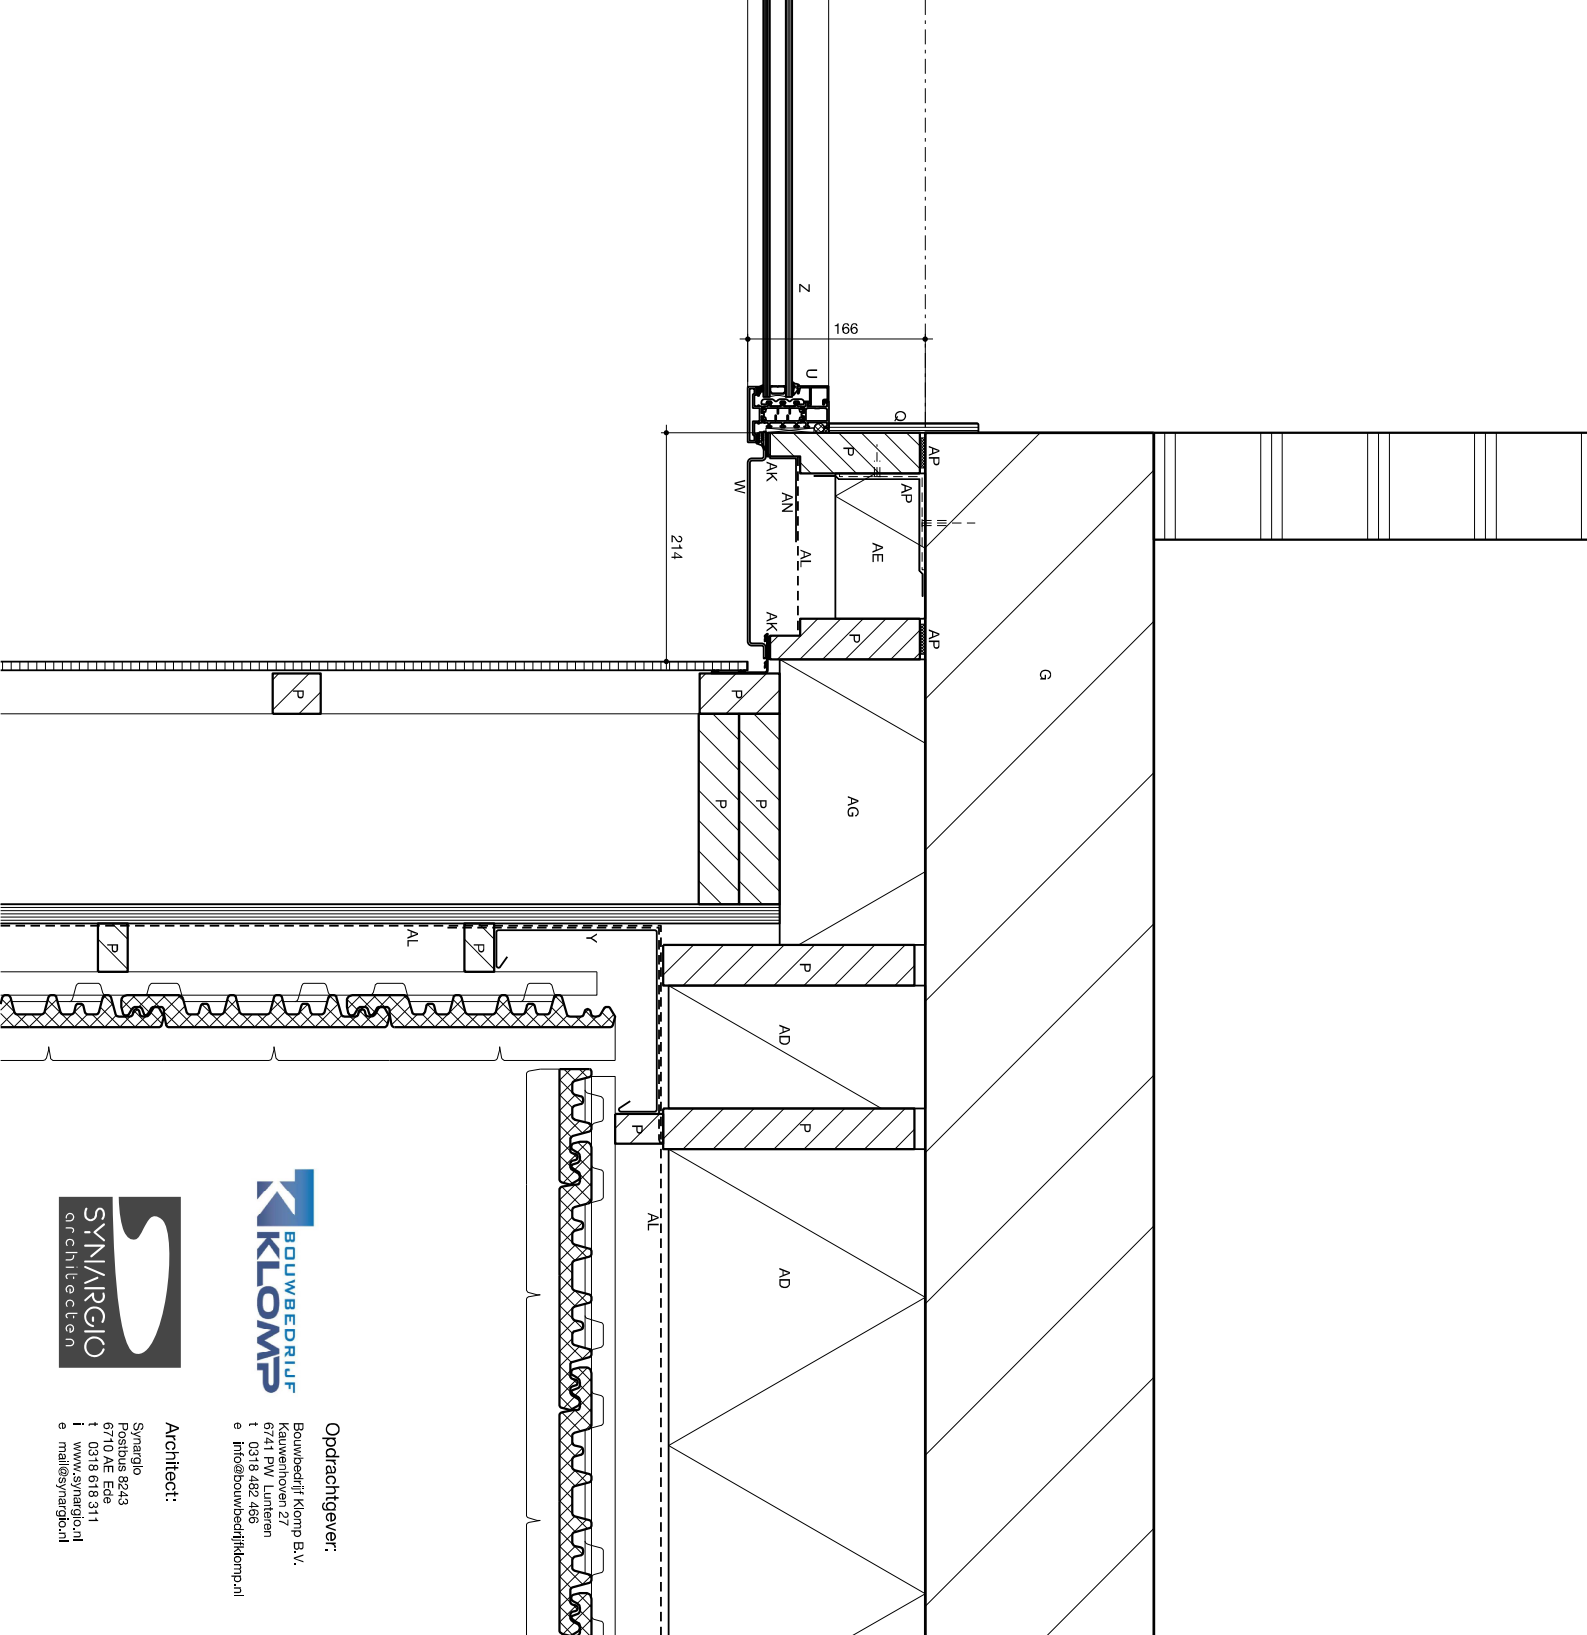 Z
166
U
Q
P
AP
AK
W
AN
AP
214
AL
AE
AK
P
AP
G
P
P
AG
P
P
P
AL
P
Y
P
AD
P
P
AL
AD
BOUWBEDRIJF
KLOMP
SYNARGIO
architecten
Opdrachtgever:
Bouwbedrijf Klomp B.V.
Kauwenhoven 27
6741 PW Lunteren
t 0318 482 466
e info@bouwbedrijfklomp.nl
Architect:
Synargio
Postbus 8243
6710 AE Ede
t 0318 618 311
i www.synargio.nl
e mail@synargio.nl